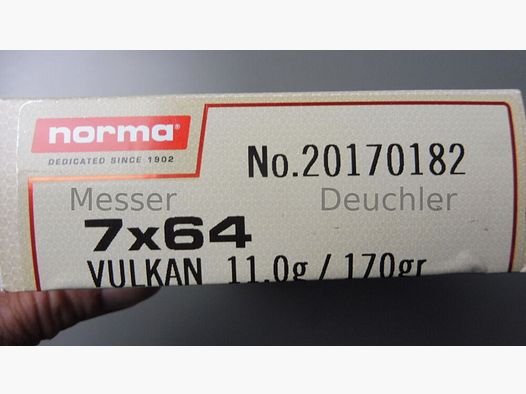 norma®
DEDICATED SINCE 1902
No.20170182
Messer Deuchler
7x64
VULKAN 11.0g / 170gr